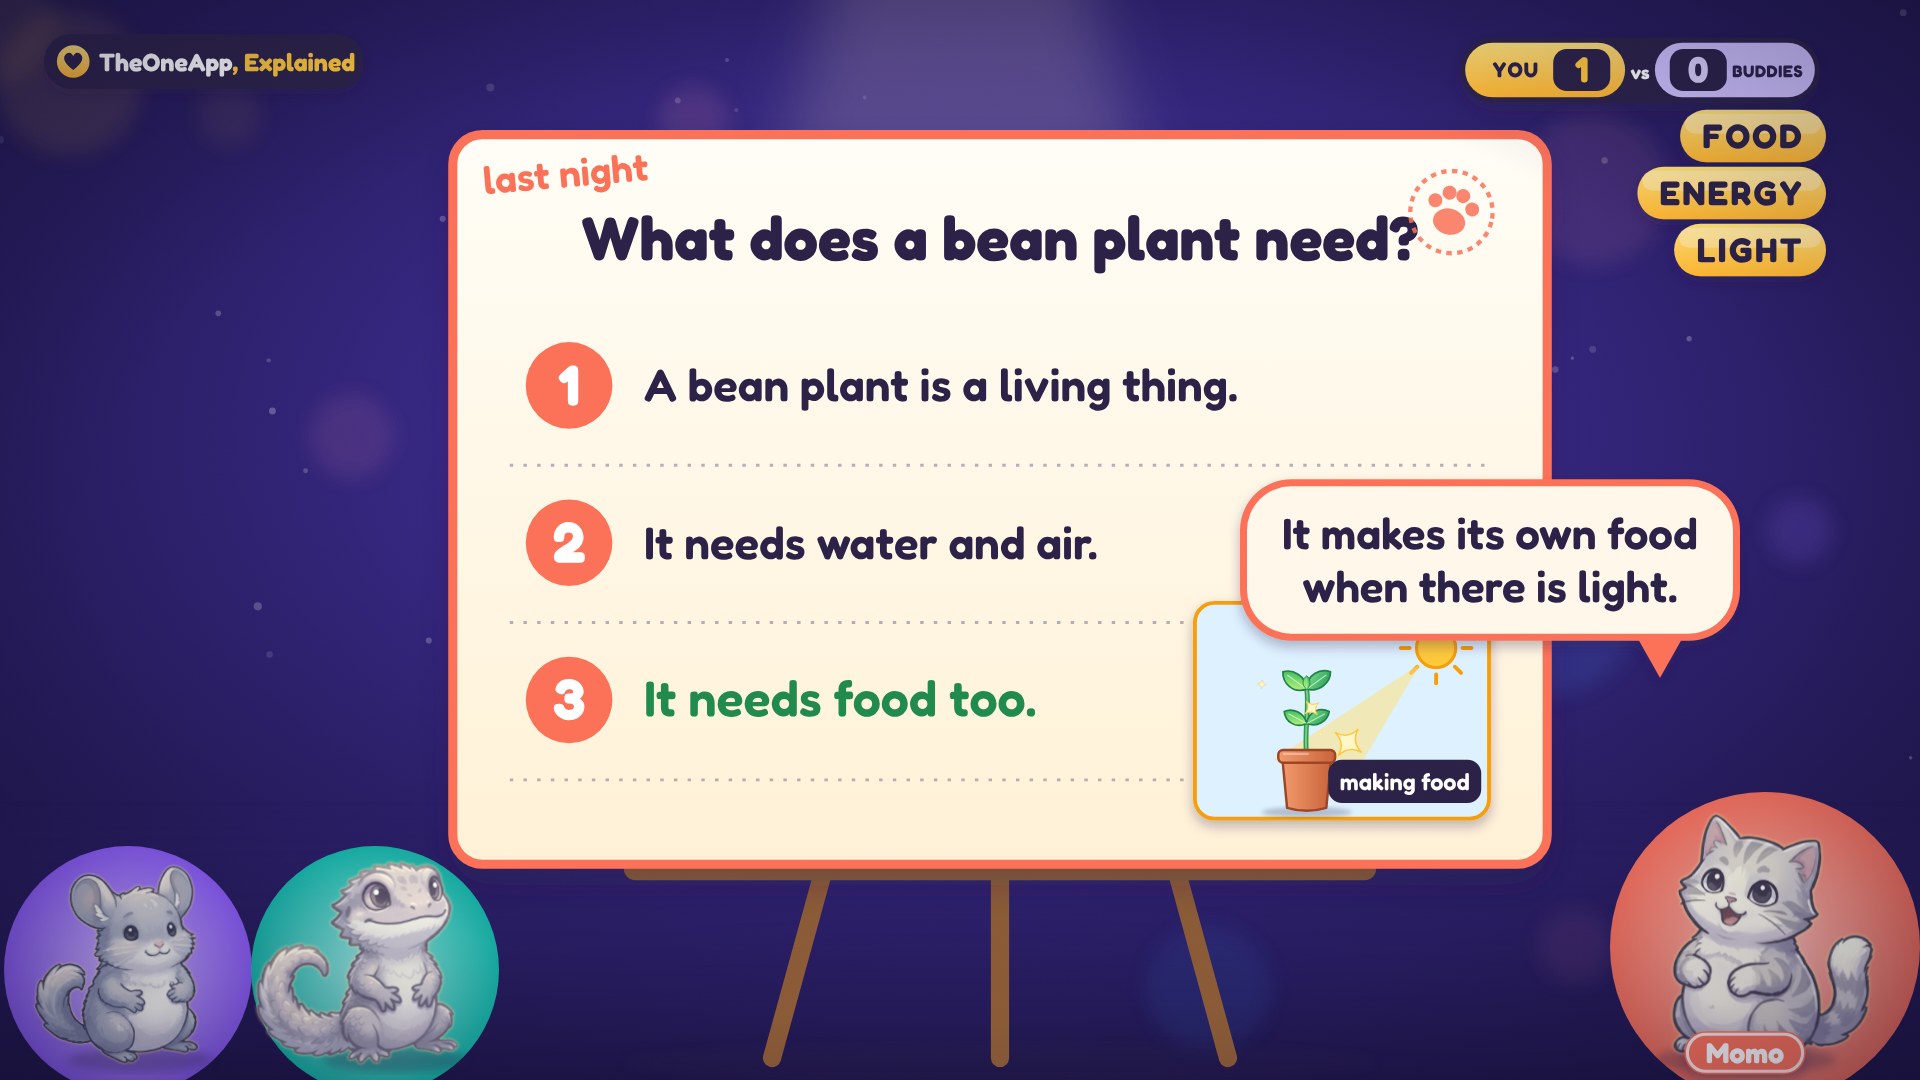 TheOneApp, Explained
YOU 1 vs 0 BUDDIES
FOOD
ENERGY
LIGHT
last night
What does a bean plant need?
1 A bean plant is a living thing.
2 It needs water and air.
It makes its own food
when there is light.
3 It needs food too.
making food
Momo